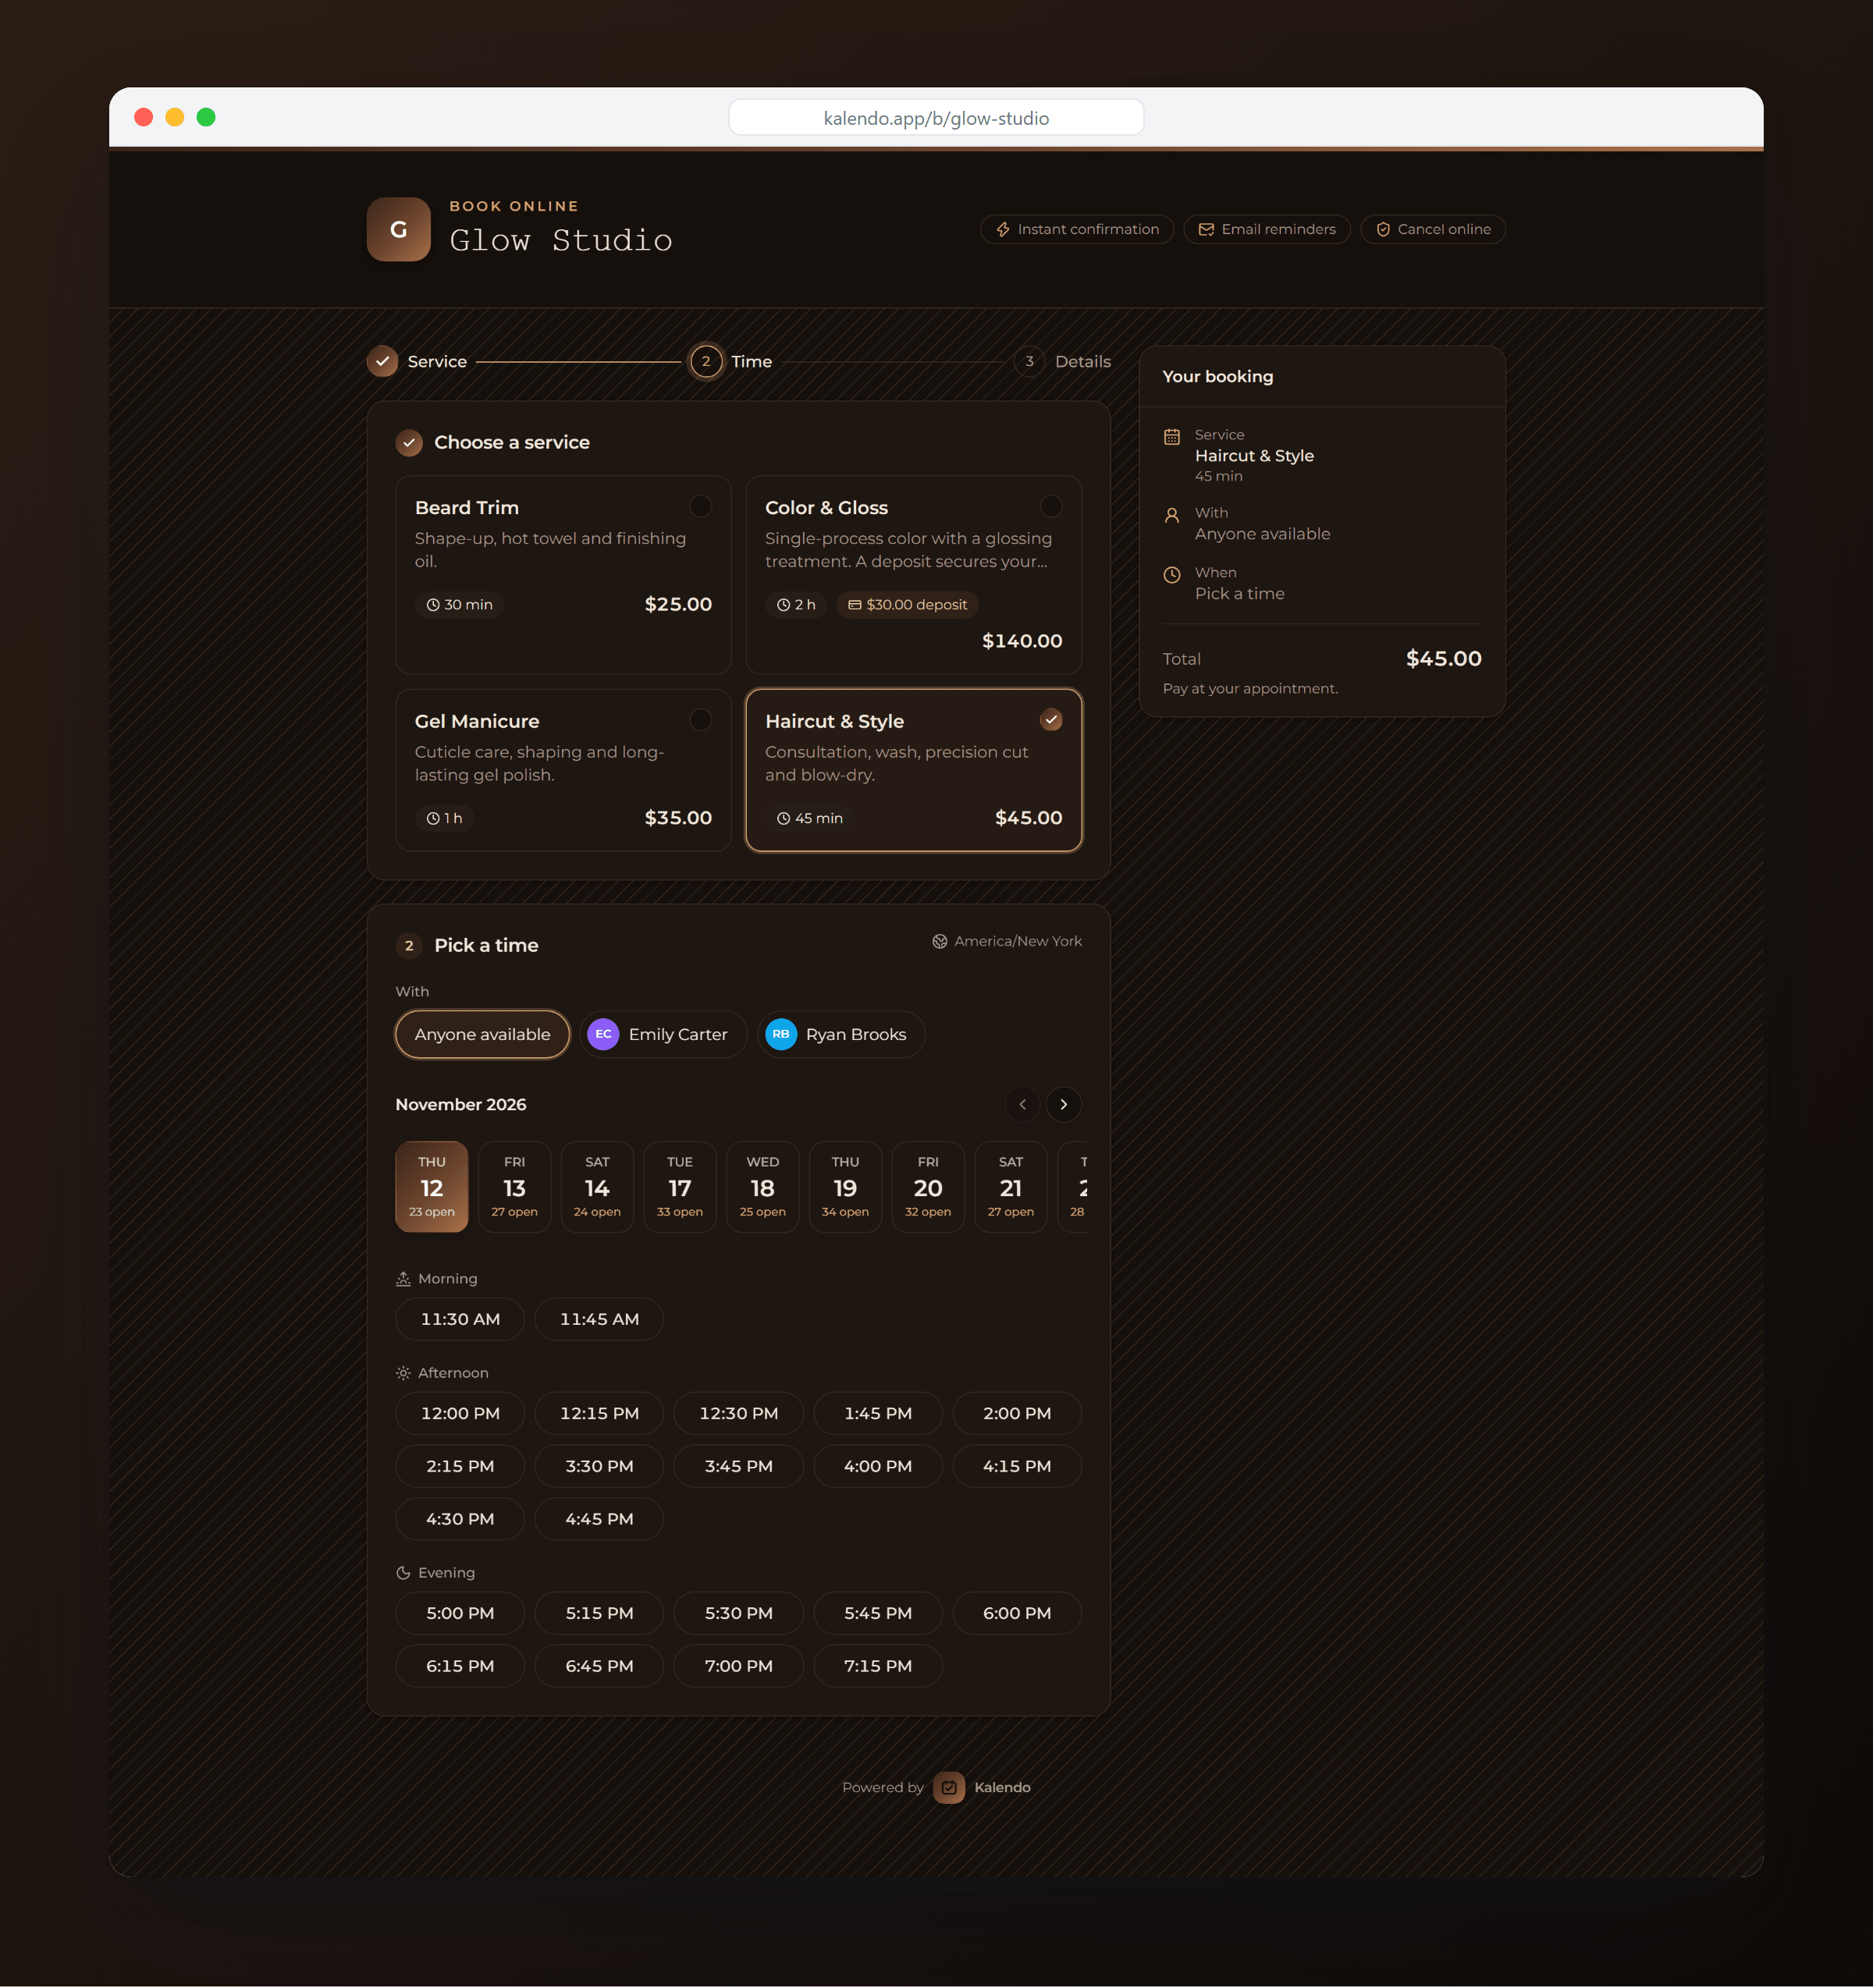 kalendo.app/b/glow-studio
G
BOOK ONLINE
Glow Studio
Instant confirmation
Email reminders
Cancel online
Service
2
Time
3
Details
Choose a service
Beard Trim
Shape-up, hot towel and finishing
oil.
30 min
$25.00
Color & Gloss
Single-process color with a glossing
treatment. A deposit secures your...
2 h
$30.00 deposit
$140.00
Gel Manicure
Cuticle care, shaping and long-
lasting gel polish.
1 h
$35.00
Haircut & Style
Consultation, wash, precision cut
and blow-dry.
45 min
$45.00
Your booking
Service
Haircut & Style
45 min
With
Anyone available
When
Pick a time
Total
$45.00
Pay at your appointment.
2
Pick a time
America/New York
With
Anyone available
EC
Emily Carter
RB
Ryan Brooks
November 2026
THU
12
23 open
FRI
13
27 open
SAT
14
24 open
TUE
17
33 open
WED
18
25 open
THU
19
34 open
FRI
20
32 open
SAT
21
27 open
28
Morning
11:30 AM
11:45 AM
Afternoon
12:00 PM
12:15 PM
12:30 PM
1:45 PM
2:00 PM
2:15 PM
3:30 PM
3:45 PM
4:00 PM
4:15 PM
4:30 PM
4:45 PM
Evening
5:00 PM
5:15 PM
5:30 PM
5:45 PM
6:00 PM
6:15 PM
6:45 PM
7:00 PM
7:15 PM
Powered by
Kalendo